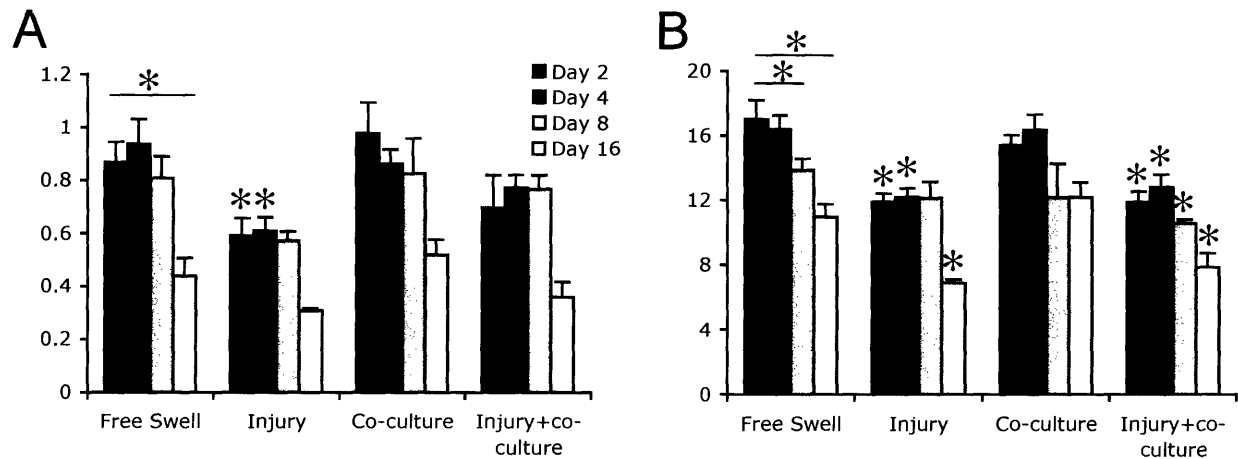 A
1.2
1
0.8
0.6
0.4
0.2
0
*
**
Day 2
Day 4
Day 8
Day 16
Free Swell
Injury
Co-culture
Injury+co-
culture
B
20
16
12
8
4
0
*
*
* *
*
* *
*
*
Free Swell
Injury
Co-culture
Injury+co-
culture